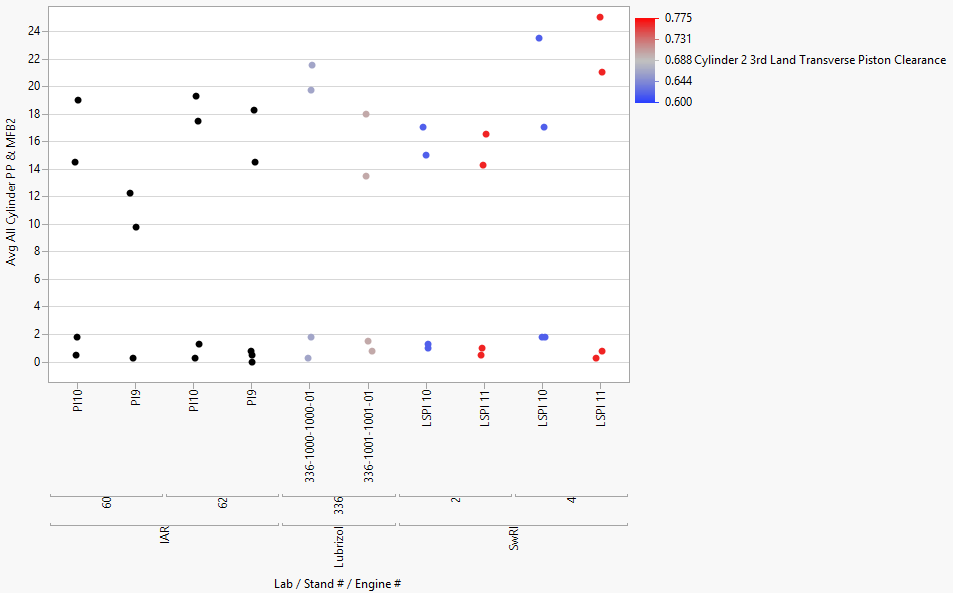 24
22
20
18
16
14
12
10
8
6
4
2
0
Avg All Cylinder PP & MFB2
0.775
0.731
0.688 Cylinder 2 3rd Land Transverse Piston Clearance
0.644
0.600
PI10
PI9
PI10
PI9
336-1000-1000-01
336-1001-1001-01
LSPI 10
LSPI 11
LSPI 10
LSPI 11
60
62
336
2
4
IAR
Lubrizol
SwRI
Lab / Stand # / Engine #